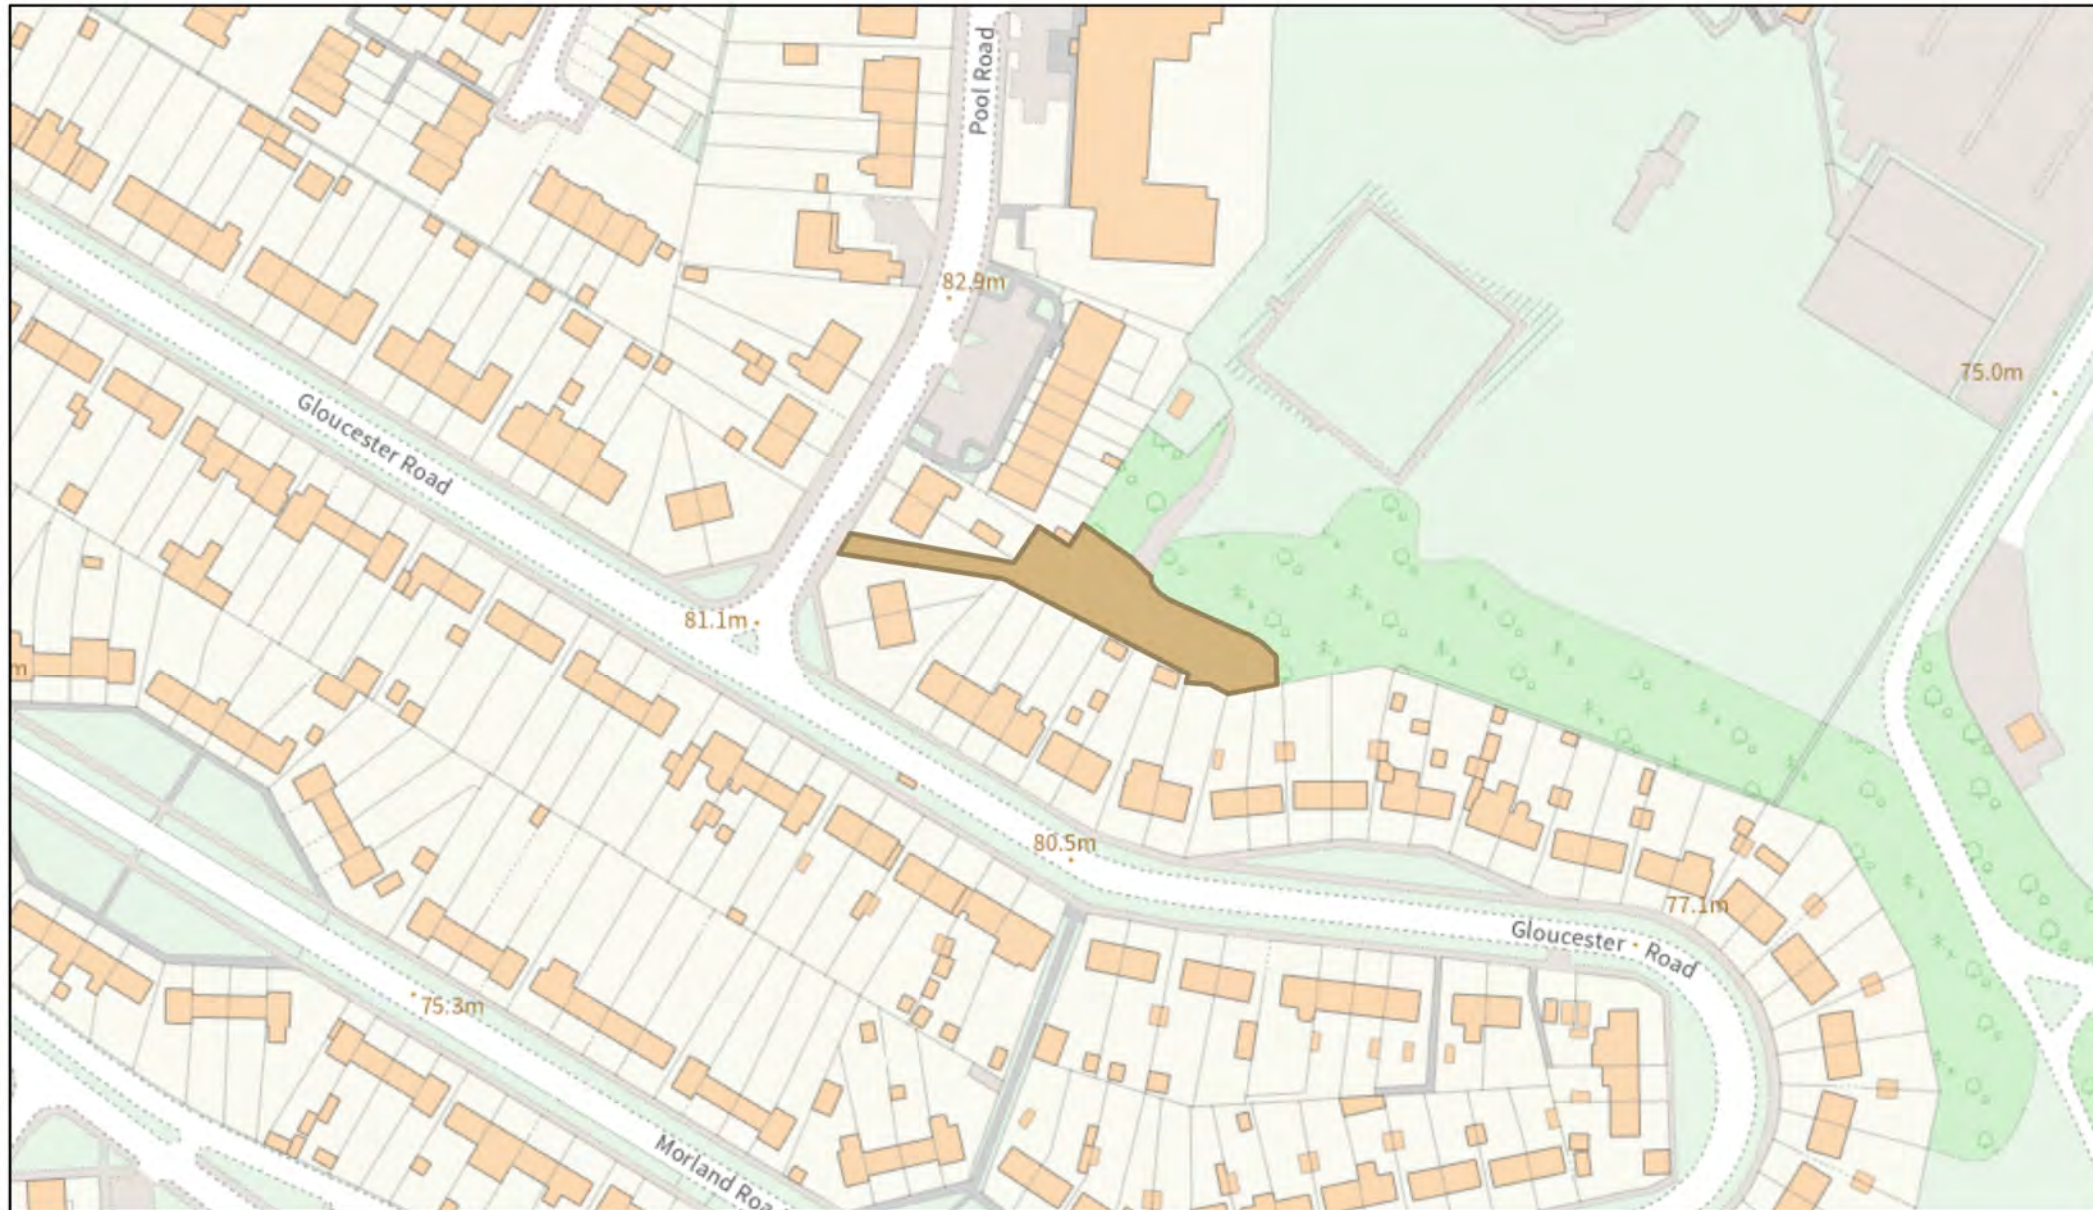 Pool Road
82.9m
75.0m
Gloucester Road
81.1m
m
80.5m
77.1m
Gloucester Road
75.3m
Morland Roa